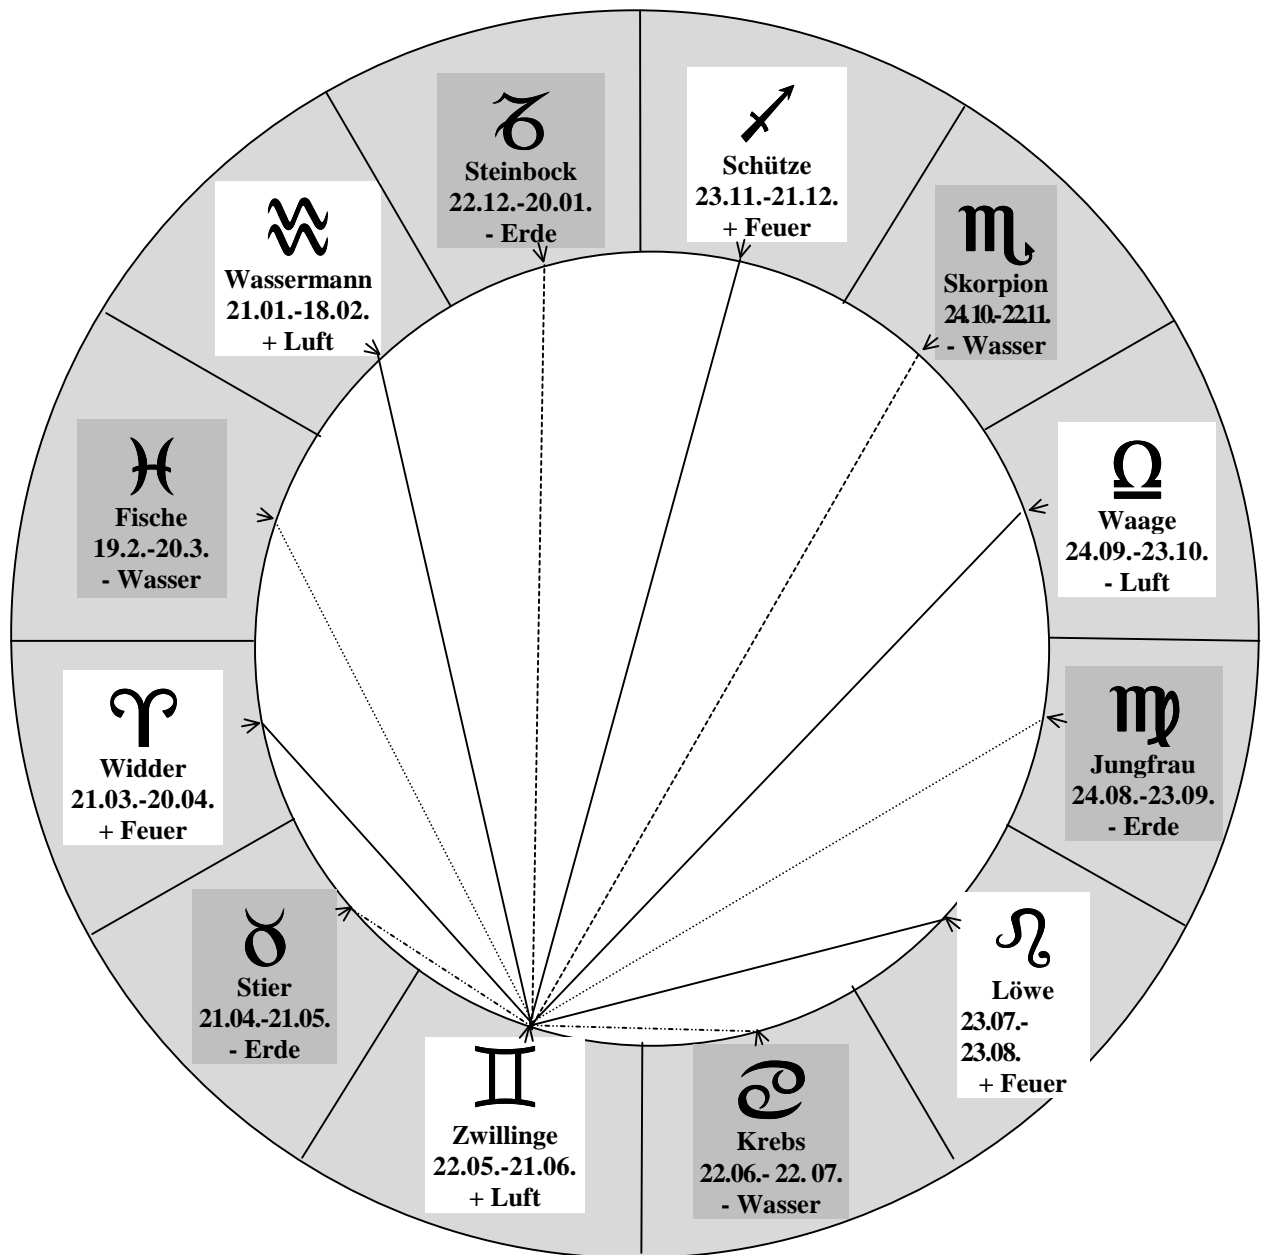 Steinbock
22.12.-20.01.
- Erde
Schütze
23.11.-21.12.
+ Feuer
Wassermann
21.01.-18.02.
+ Luft
Skorpion
24.10.-22.11.
- Wasser
Fische
19.2.-20.3.
- Wasser
Waage
24.09.-23.10.
- Luft
Widder
21.03.-20.04.
+ Feuer
Jungfrau
24.08.-23.09.
- Erde
Stier
21.04.-21.05.
- Erde
Löwe
23.07.-
23.08.
+ Feuer
Zwillinge
22.05.-21.06.
+ Luft
Krebs
22.06.- 22. 07.
- Wasser